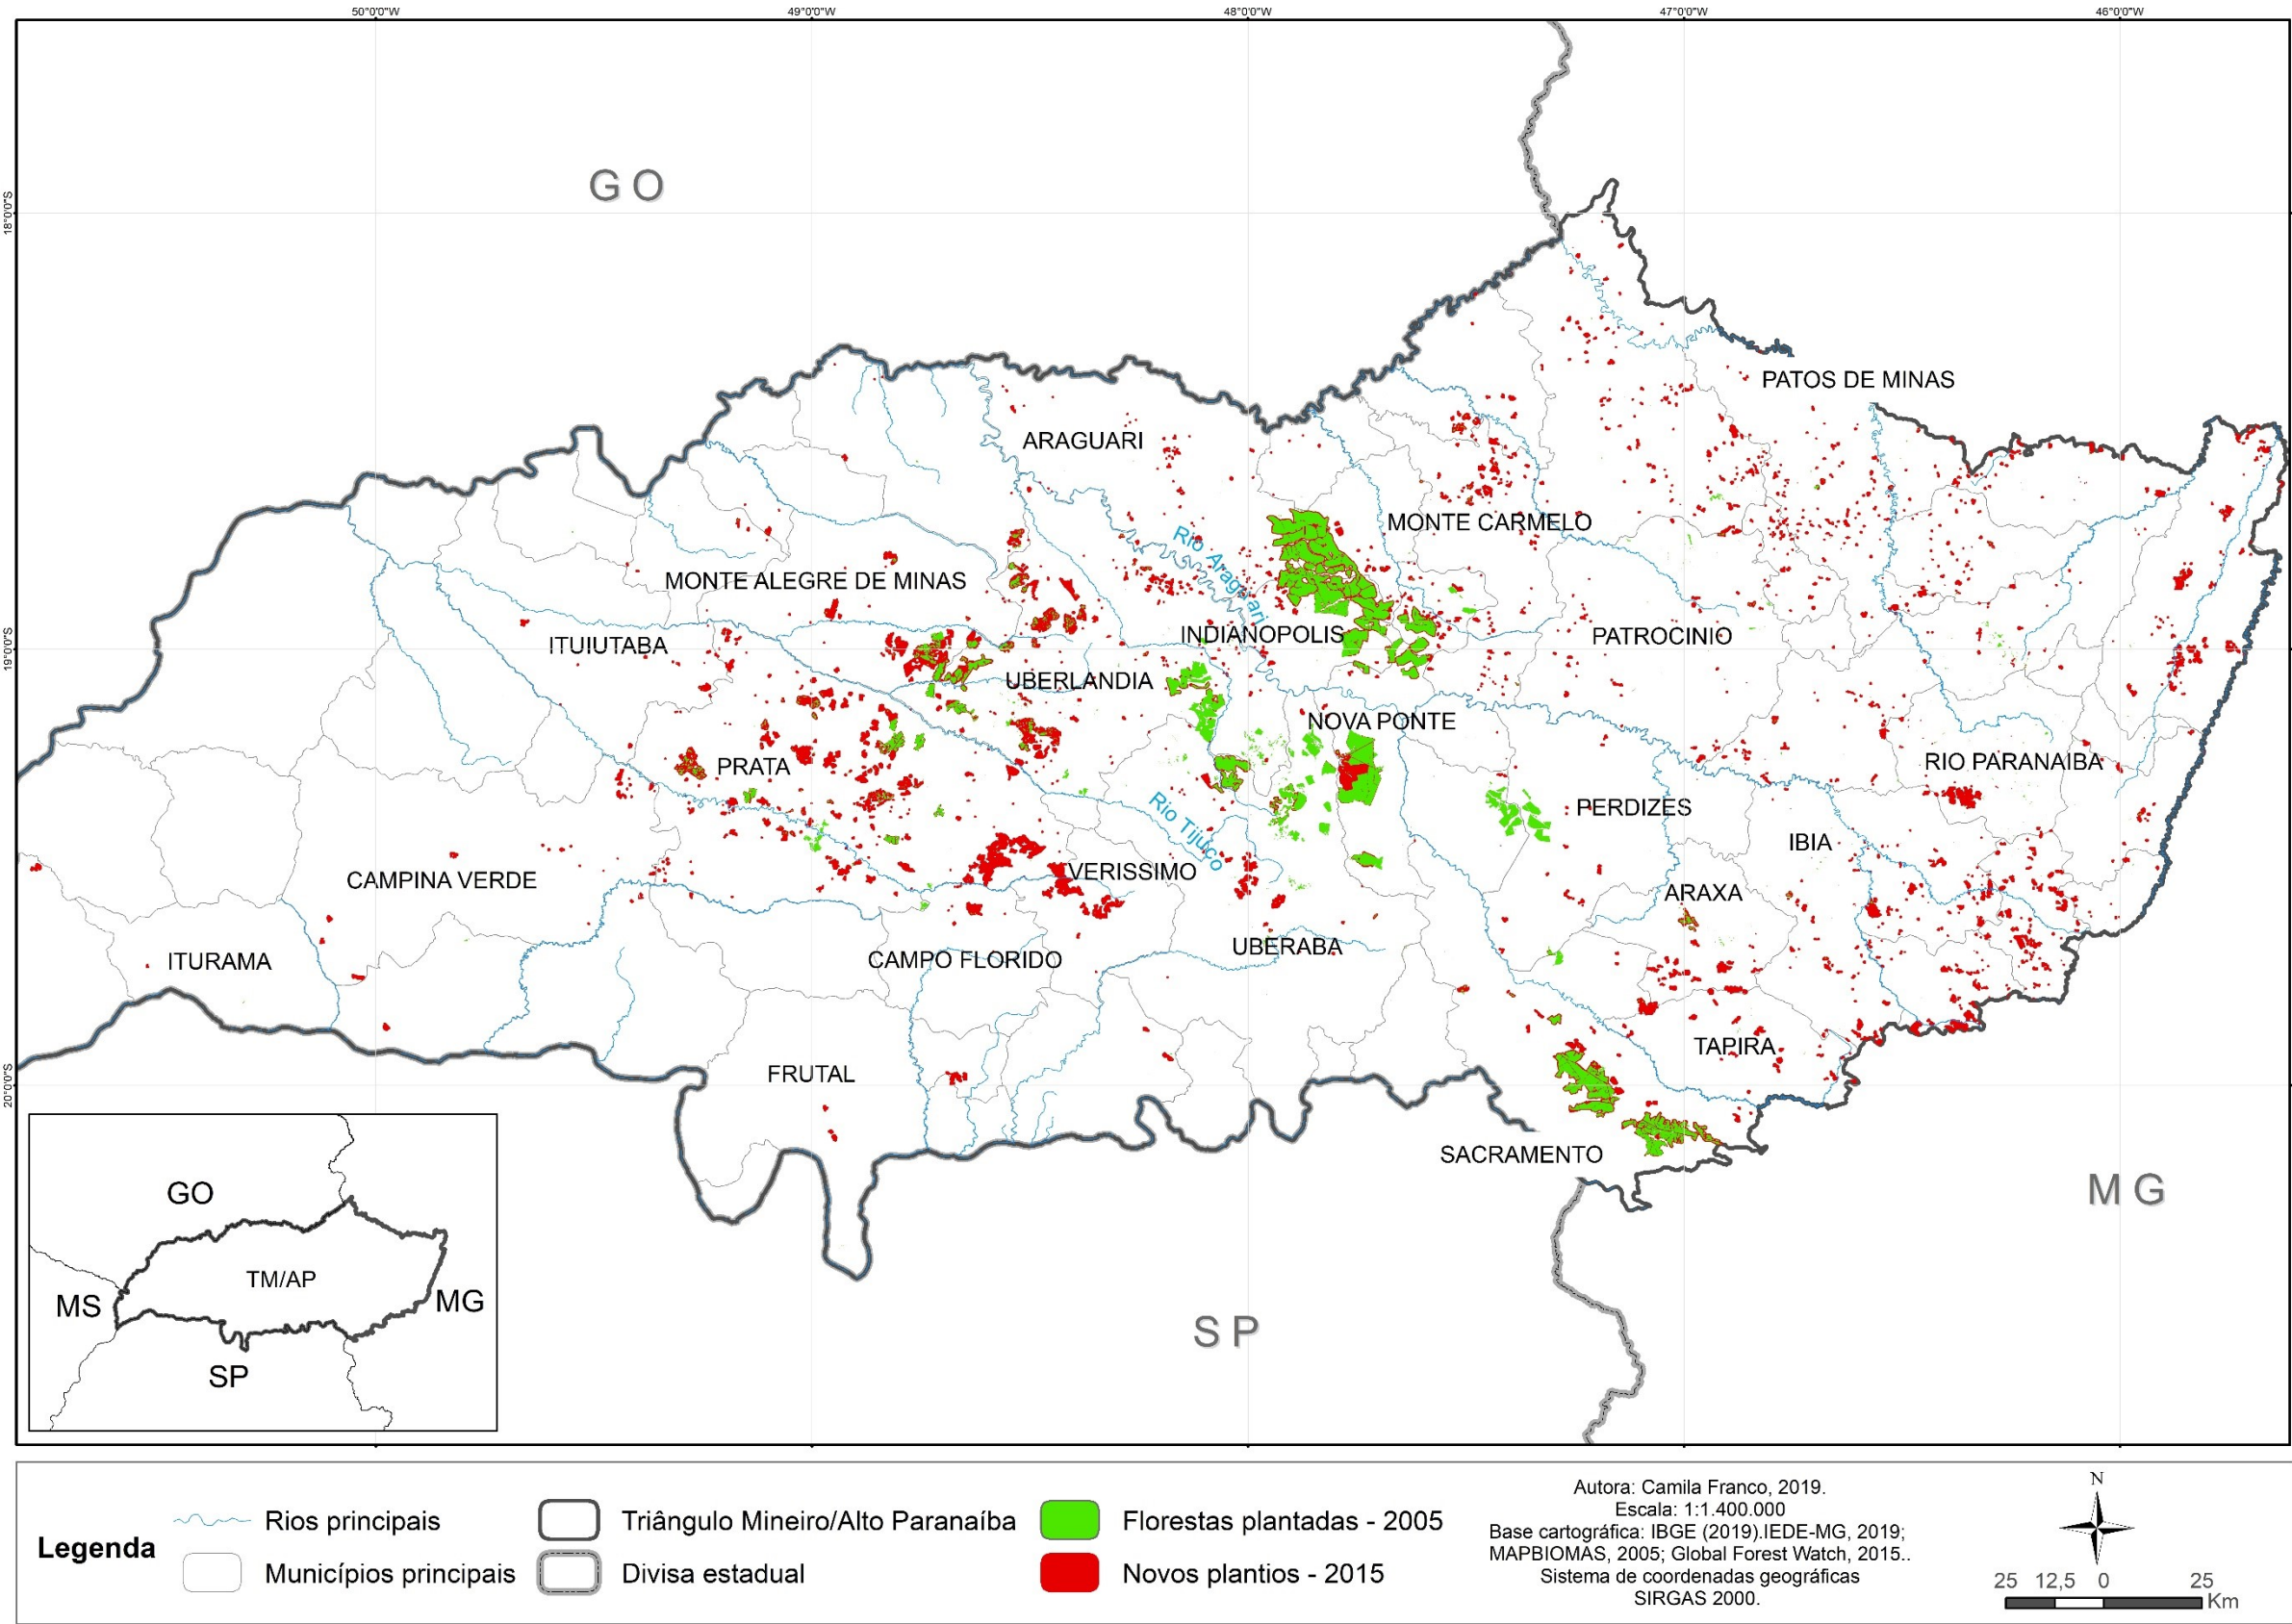 50°0'0"W
49°0'0"W
48°0'0"W
47°0'0"W
46°0'0"W
18°0'0"S
19°0'0"S
20°0'0"S
GO
PATOS DE MINAS
ARAGUARI
MONTE CARMELO
Rio Araguari
MONTE ALEGRE DE MINAS
INDIANOPOLIS
PATROCINIO
ITUIUTABA
UBERLANDIA
NOVA PONTE
PRATA
RIO PARANAIBA
PERDIZES
Rio Tijuco
IBIA
VERISSIMO
CAMPINA VERDE
ARAXA
UBERABA
CAMPO FLORIDO
ITURAMA
TAPIRA
FRUTAL
SACRAMENTO
MG
SP
GO
TM/AP
MS
MG
SP
Legenda
Rios principais
Municípios principais
Triângulo Mineiro/Alto Paranaíba
Divisa estadual
Florestas plantadas - 2005
Novos plantios - 2015
Autora: Camila Franco, 2019.
Escala: 1:1.400.000
Base cartográfica: IBGE (2019).IEDE-MG, 2019;
MAPBIOMAS, 2005; Global Forest Watch, 2015..
Sistema de coordenadas geográficas
SIRGAS 2000.
N
25 12,5 0 25
Km